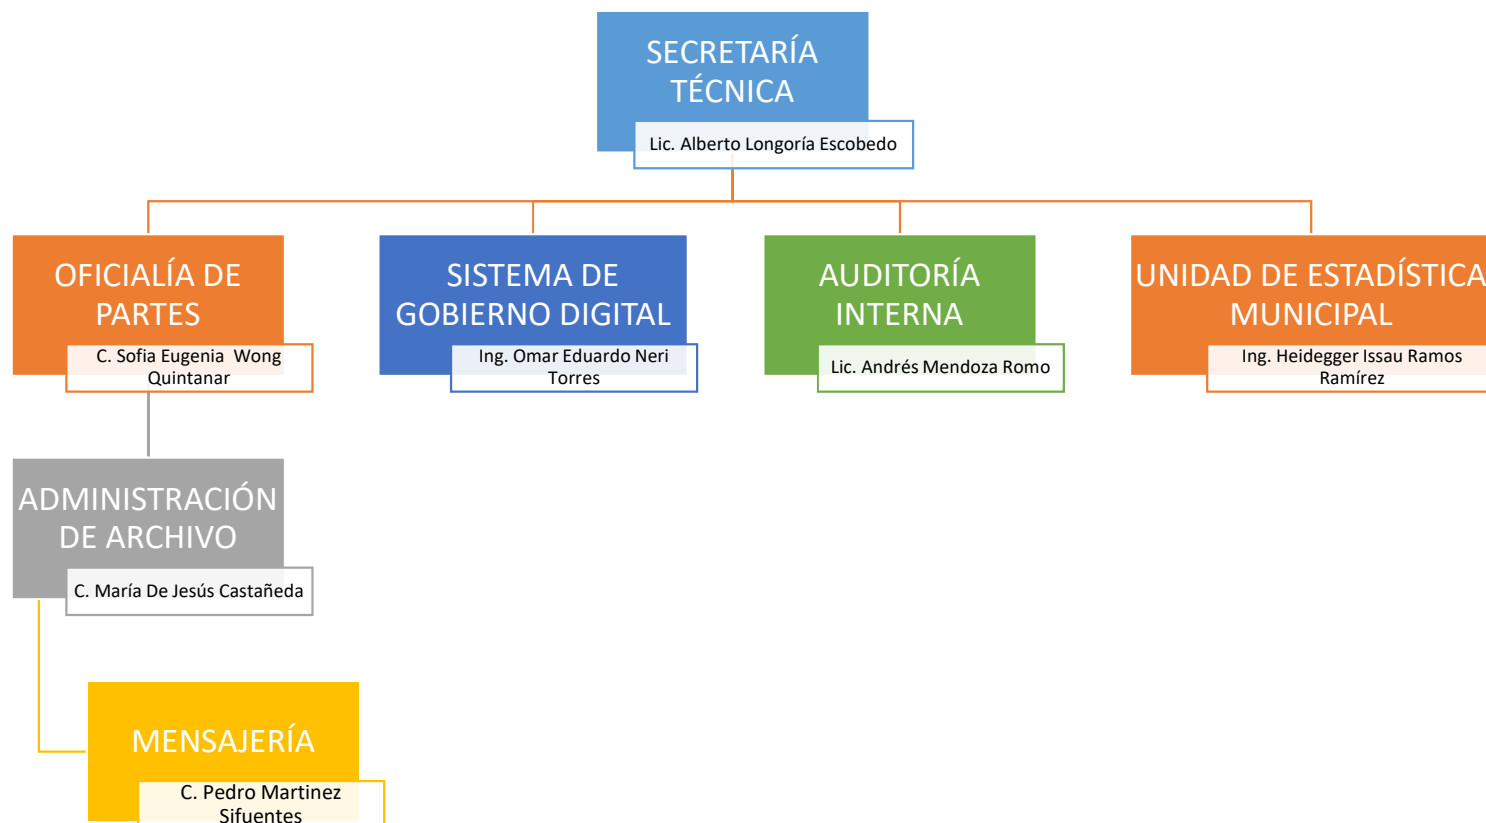 SECRETARÍA
TÉCNICA
Lic. Alberto Longoría Escobedo
OFICIALÍA DE
PARTES
C. Sofia Eugenia  Wong
Quintanar
SISTEMA DE
GOBIERNO DIGITAL
Ing. Omar Eduardo Neri
Torres
AUDITORÍA
INTERNA
Lic. Andrés Mendoza Romo
UNIDAD DE ESTADÍSTICA
MUNICIPAL
Ing. Heidegger Issau Ramos
Ramírez
ADMINISTRACIÓN
DE ARCHIVO
C. María De Jesús Castañeda
MENSAJERÍA
C. Pedro Martinez
Sifuentes